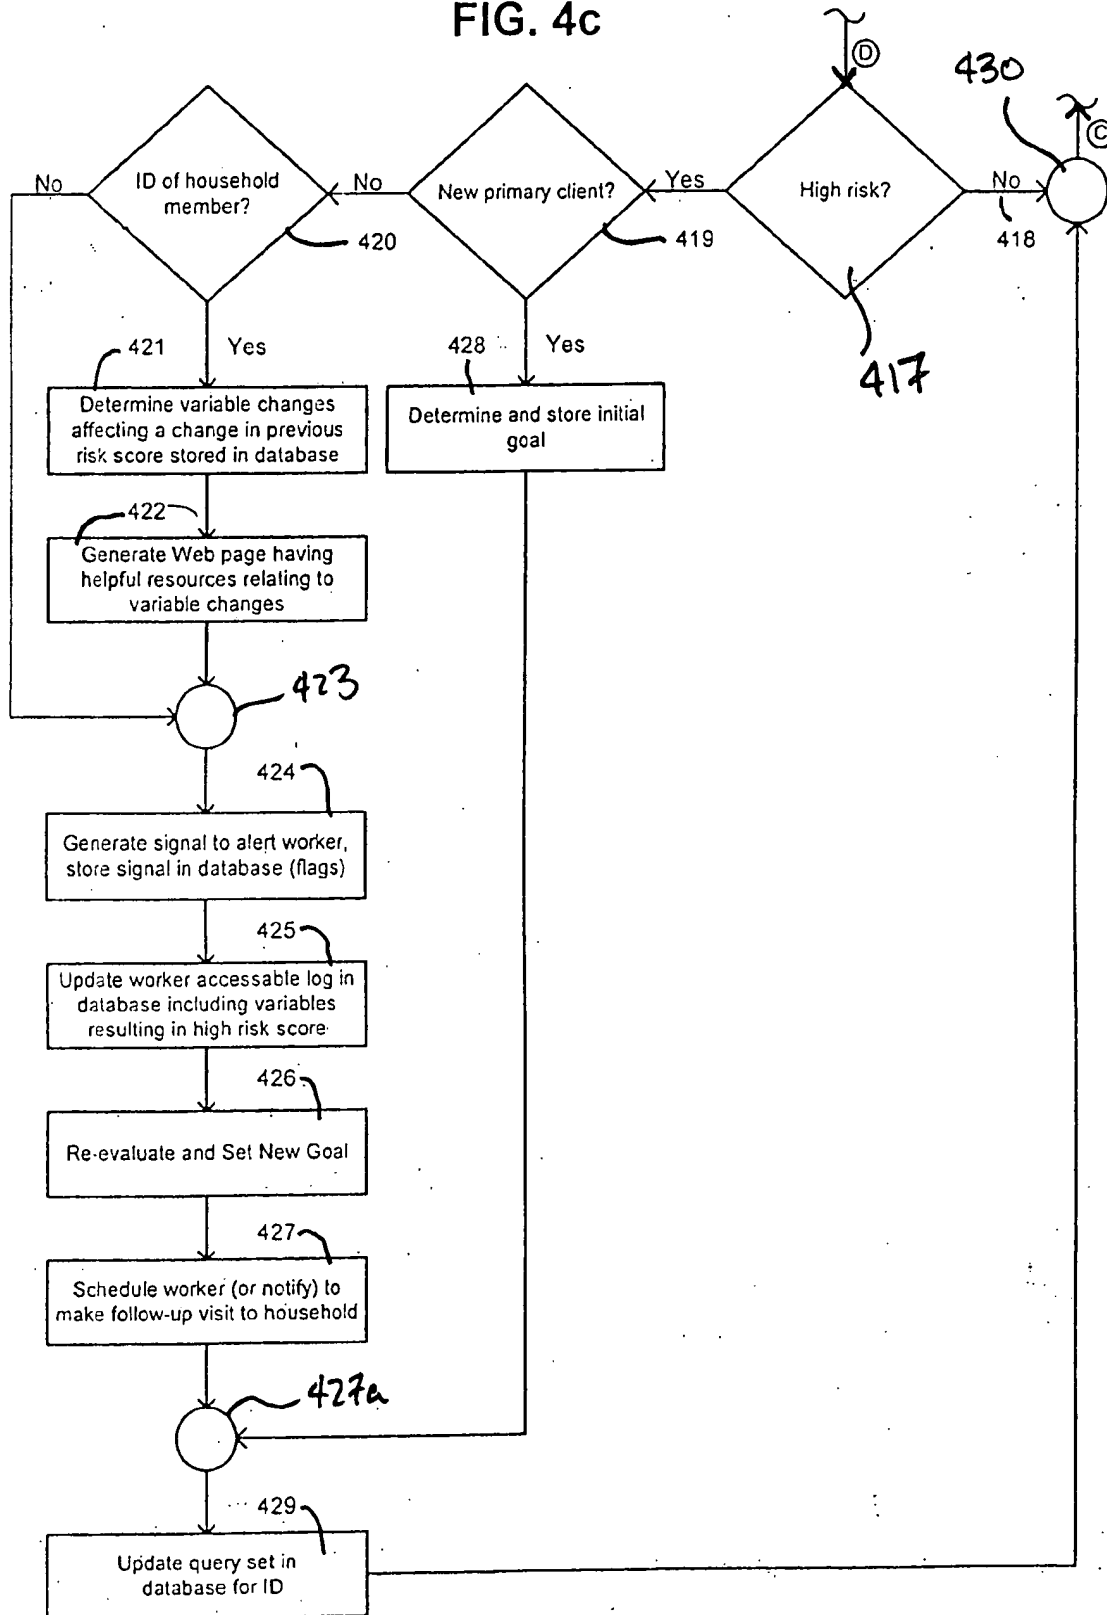 FIG. 4c
D
430
C
No
ID of household
member?
No
New primary client?
Yes
High risk?
No
420
419
418
421
Yes
428
Yes
417
Determine variable changes
affecting a change in previous
risk score stored in database
Determine and store initial
goal
422
Generate Web page having
helpful resources relating to
variable changes
423
424
Generate signal to alert worker,
store signal in database (flags)
425
Update worker accessable log in
database including variables
resulting in high risk score
426
Re-evaluate and Set New Goal
427
Schedule worker (or notify) to
make follow-up visit to household
427a
429
Update query set in
database for ID